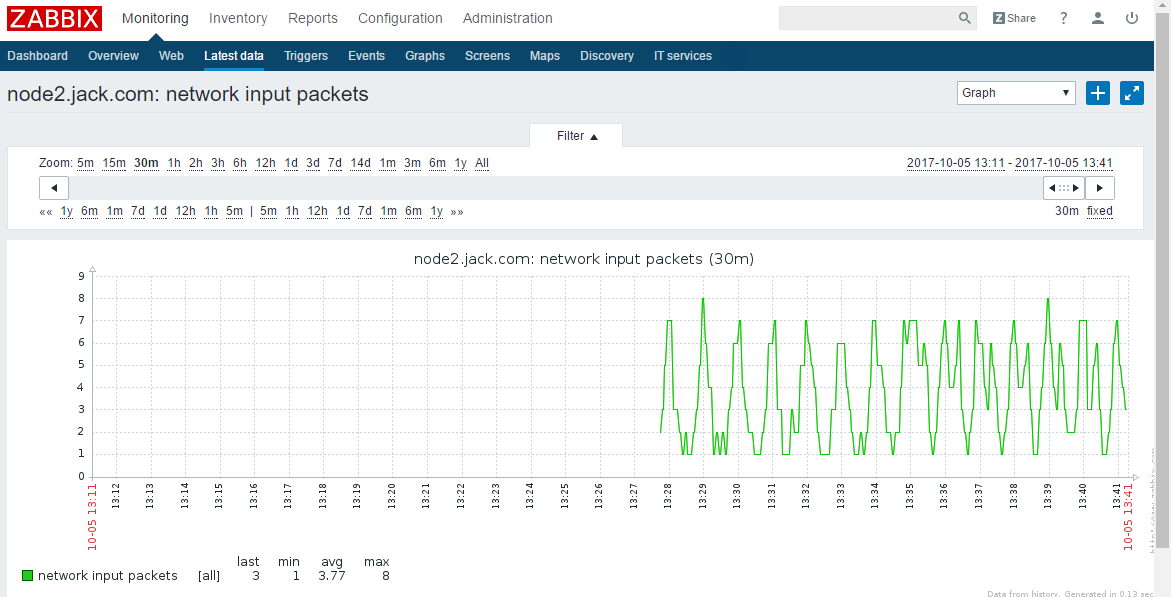 ZABBIX Monitoring Inventory Reports Configuration Administration Z Share ?
Dashboard Overview Web Latest data Triggers Events Graphs Screens Maps Discovery IT services
node2.jack.com: network input packets Graph
Filter ▲
Zoom: 5m 15m 30m 1h 2h 3h 6h 12h 1d 3d 7d 14d 1m 3m 6m 1y All 2017-10-05 13:11 - 2017-10-05 13:41
«« 1y 6m 1m 7d 1d 12h 1h 5m | 5m 1h 12h 1d 7d 1m 6m 1y »» 30m fixed
node2.jack.com: network input packets (30m)
9
8
7
6
5
4
3
2
1
0
10-05 13:11 13:12 13:13 13:14 13:15 13:16 13:17 13:18 13:19 13:20 13:21 13:22 13:23 13:24 13:25 13:26 13:27 13:28 13:29 13:30 13:31 13:32 13:33 13:34 13:35 13:36 13:37 13:38 13:39 13:40 13:41 10-05 13:41
last min avg max
network input packets [all] 3 1 3.77 8
Data from history. Generated in 0.13 sec